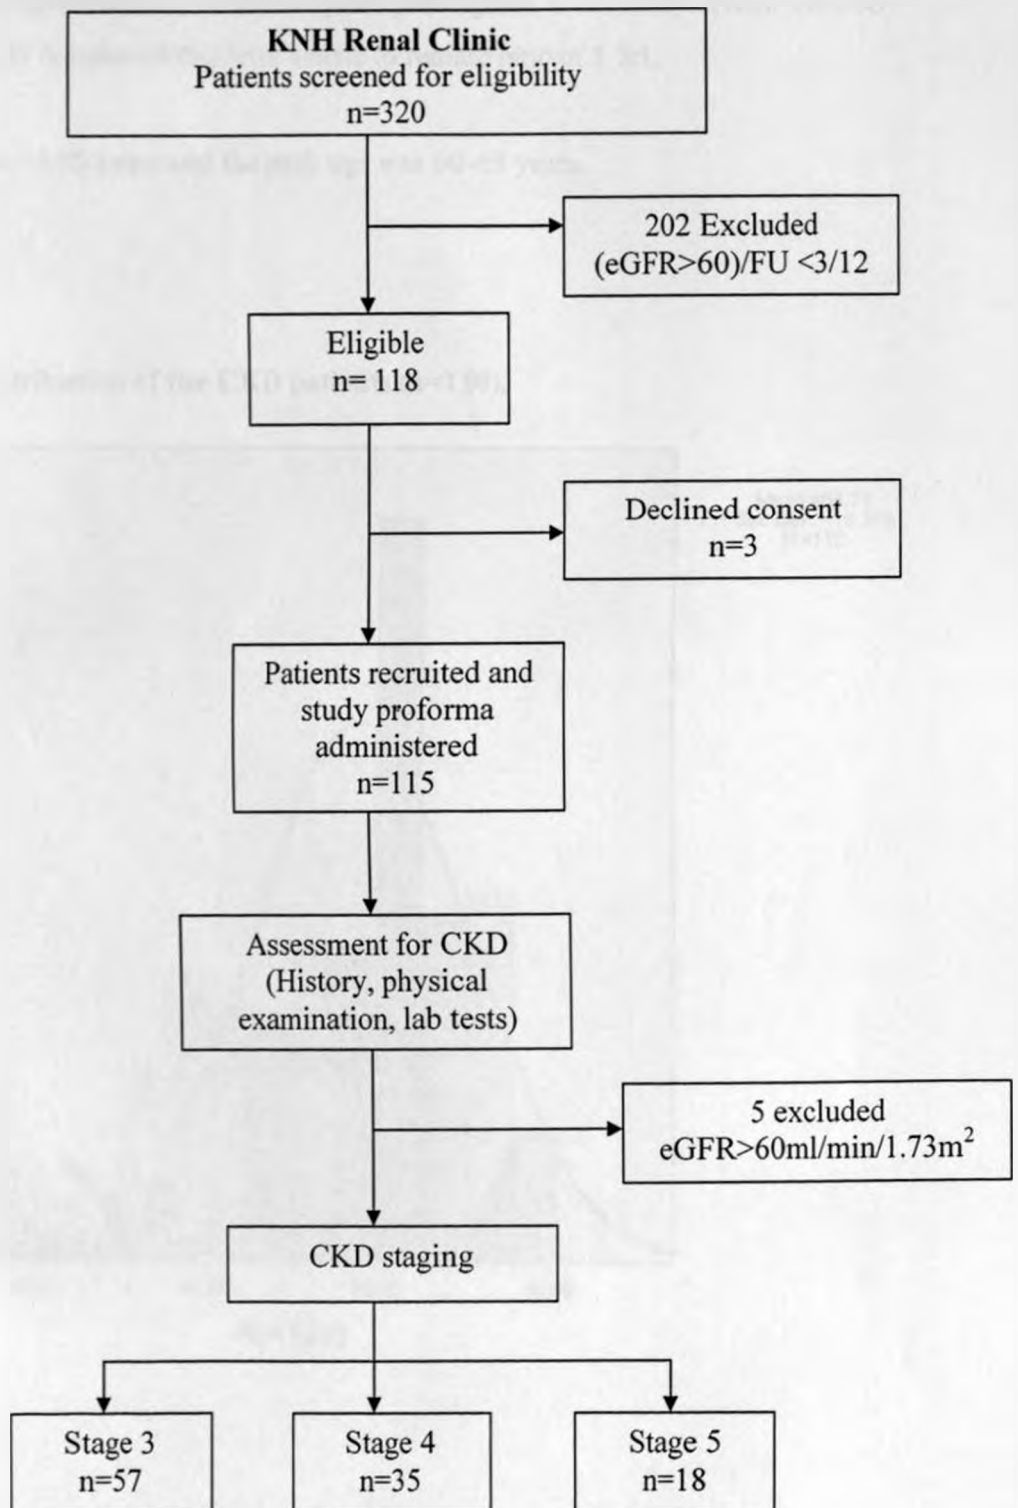 KNH Renal Clinic
Patients screened for eligibility
n=320
202 Excluded
(eGFR>60)/FU <3/12
Eligible
n= 118
Declined consent
n=3
Patients recruited and
study proforma
administered
n=115
Assessment for CKD
(History, physical
examination, lab tests)
5 excluded
eGFR>60ml/min/1.73m²
CKD staging
Stage 3
n=57
Stage 4
n=35
Stage 5
n=18